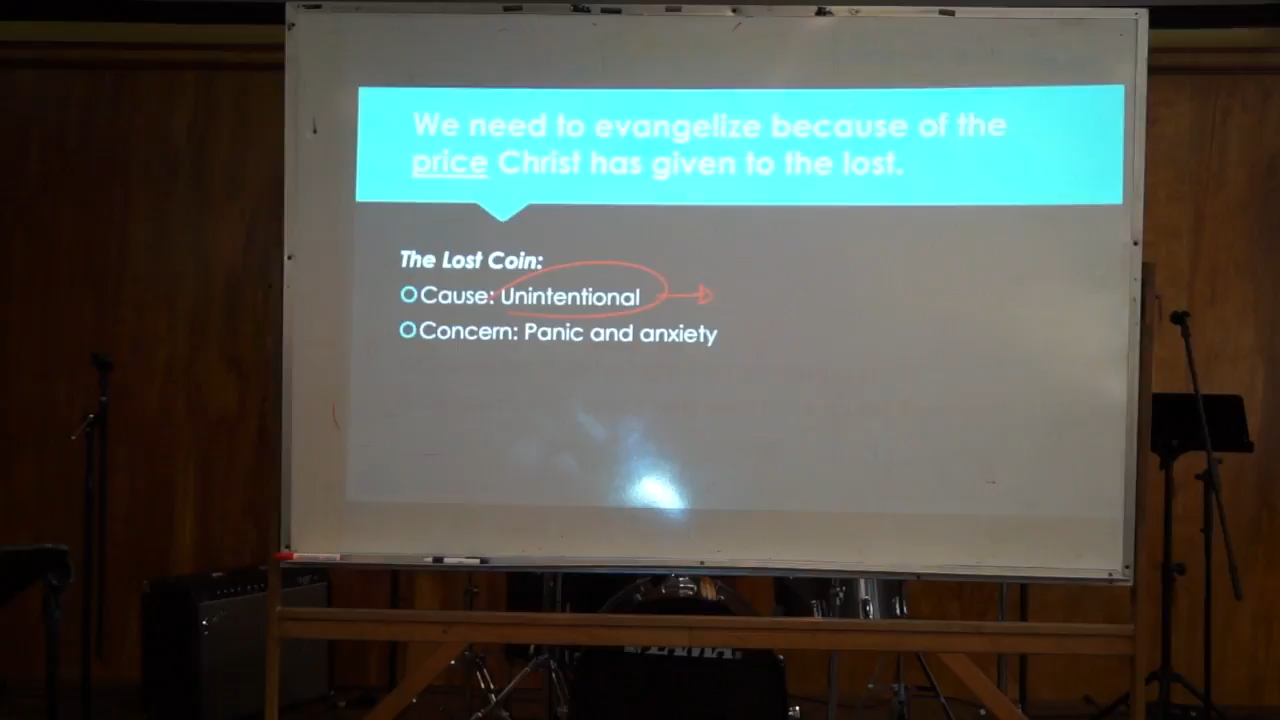 We need to evangelize because of the
price Christ has given to the lost.
The Lost Coin:
Cause: Unintentional
Concern: Panic and anxiety
TAMA